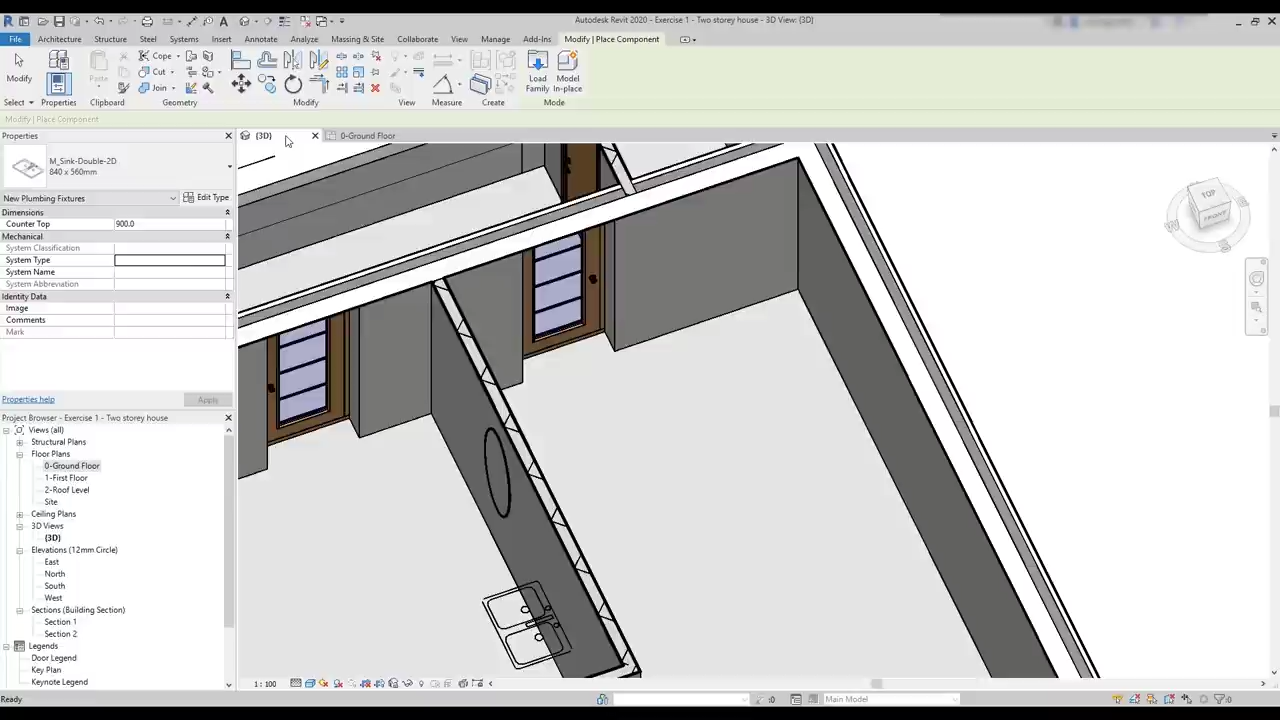 Autodesk Revit 2020 - Exercise 1 - Two storey house - 3D View: {3D}
File Architecture Structure Steel Systems Insert Annotate Analyze Massing & Site Collaborate View Manage Add-Ins Modify | Place Component
Modify
Paste
Cope
Cut
Join
Load Family
Model In-place
Select Properties Clipboard Geometry Modify View Measure Create Mode
Modify | Place Component
Properties
{3D}
0-Ground Floor
M_Sink-Double-2D
840 x 560mm
New Plumbing Fixtures Edit Type
Dimensions
Counter Top 900.0
Mechanical
System Classification
System Type
System Name
System Abbreviation
Identity Data
Image
Comments
Mark
Properties help Apply
Project Browser - Exercise 1 - Two storey house
Views (all)
Structural Plans
Floor Plans
0-Ground Floor
1-First Floor
2-Roof Level
Site
Ceiling Plans
3D Views
{3D}
Elevations (12mm Circle)
East
North
South
West
Sections (Building Section)
Section 1
Section 2
Legends
Door Legend
Key Plan
Keynote Legend
TOP
FRONT
1 : 100
Ready
:0
Main Model
:0